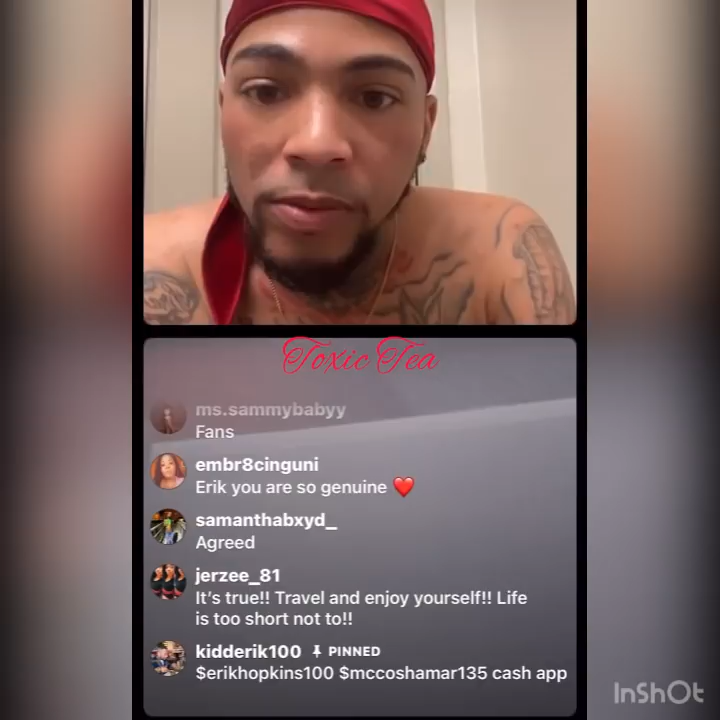 Toxic Tea
ms.sammybabyy
Fans
embr8cinguni
Erik you are so genuine ❤️
samanthabxyd_
Agreed
jerzee_81
It's true!! Travel and enjoy yourself!! Life
is too short not to!!
kidderik100 PINNED
$erikhopkins100 $mccoshamar135 cash app
InShOt